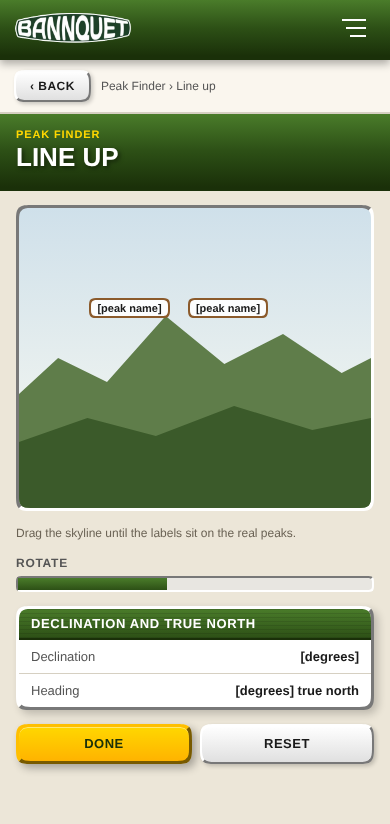 BANNQUET
‹ BACK
Peak Finder › Line up
PEAK FINDER
LINE UP
[peak name] [peak name]
Drag the skyline until the labels sit on the real peaks.
ROTATE
DECLINATION AND TRUE NORTH
Declination [degrees]
Heading [degrees] true north
DONE RESET